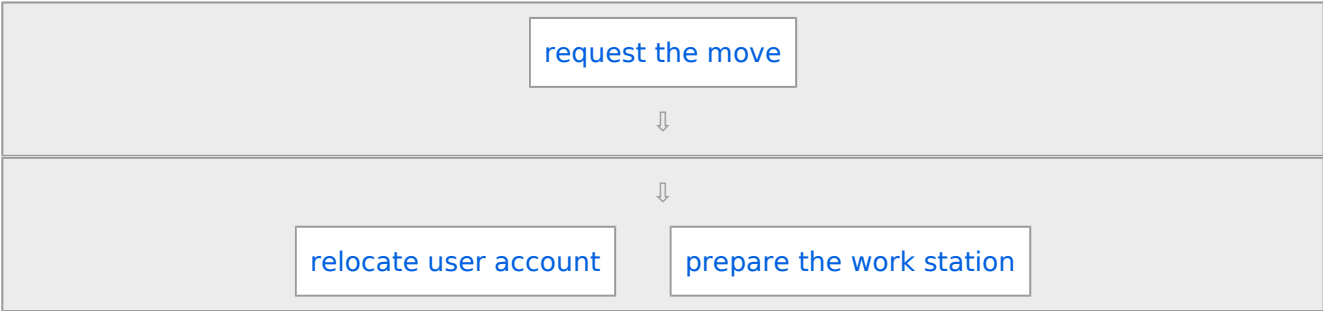 request the move
⇩
⇩
relocate user account
prepare the work station